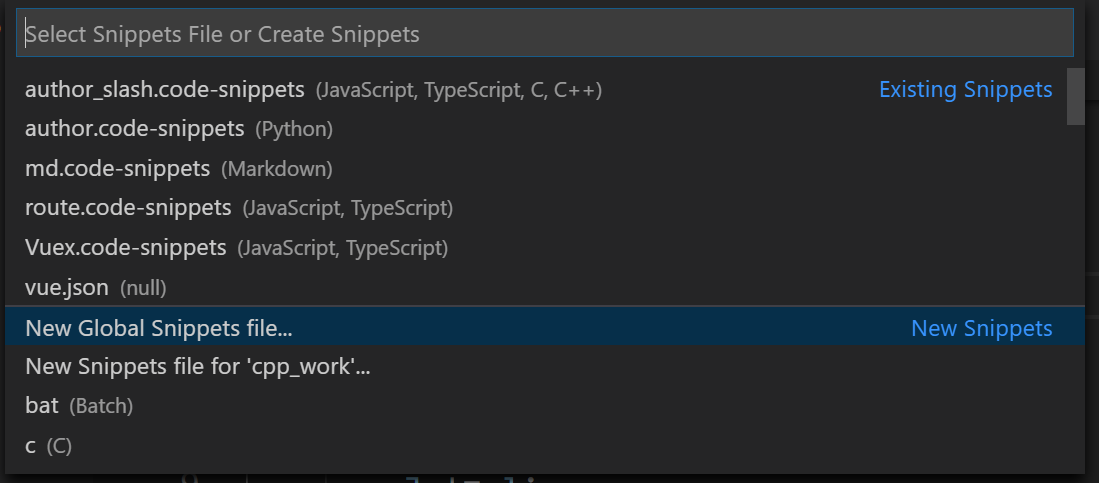 Select Snippets File or Create Snippets
author_slash.code-snippets (JavaScript, TypeScript, C, C++) Existing Snippets
author.code-snippets (Python)
md.code-snippets (Markdown)
route.code-snippets (JavaScript, TypeScript)
Vuex.code-snippets (JavaScript, TypeScript)
vue.json (null)
New Global Snippets file... New Snippets
New Snippets file for 'cpp_work'...
bat (Batch)
c (C)